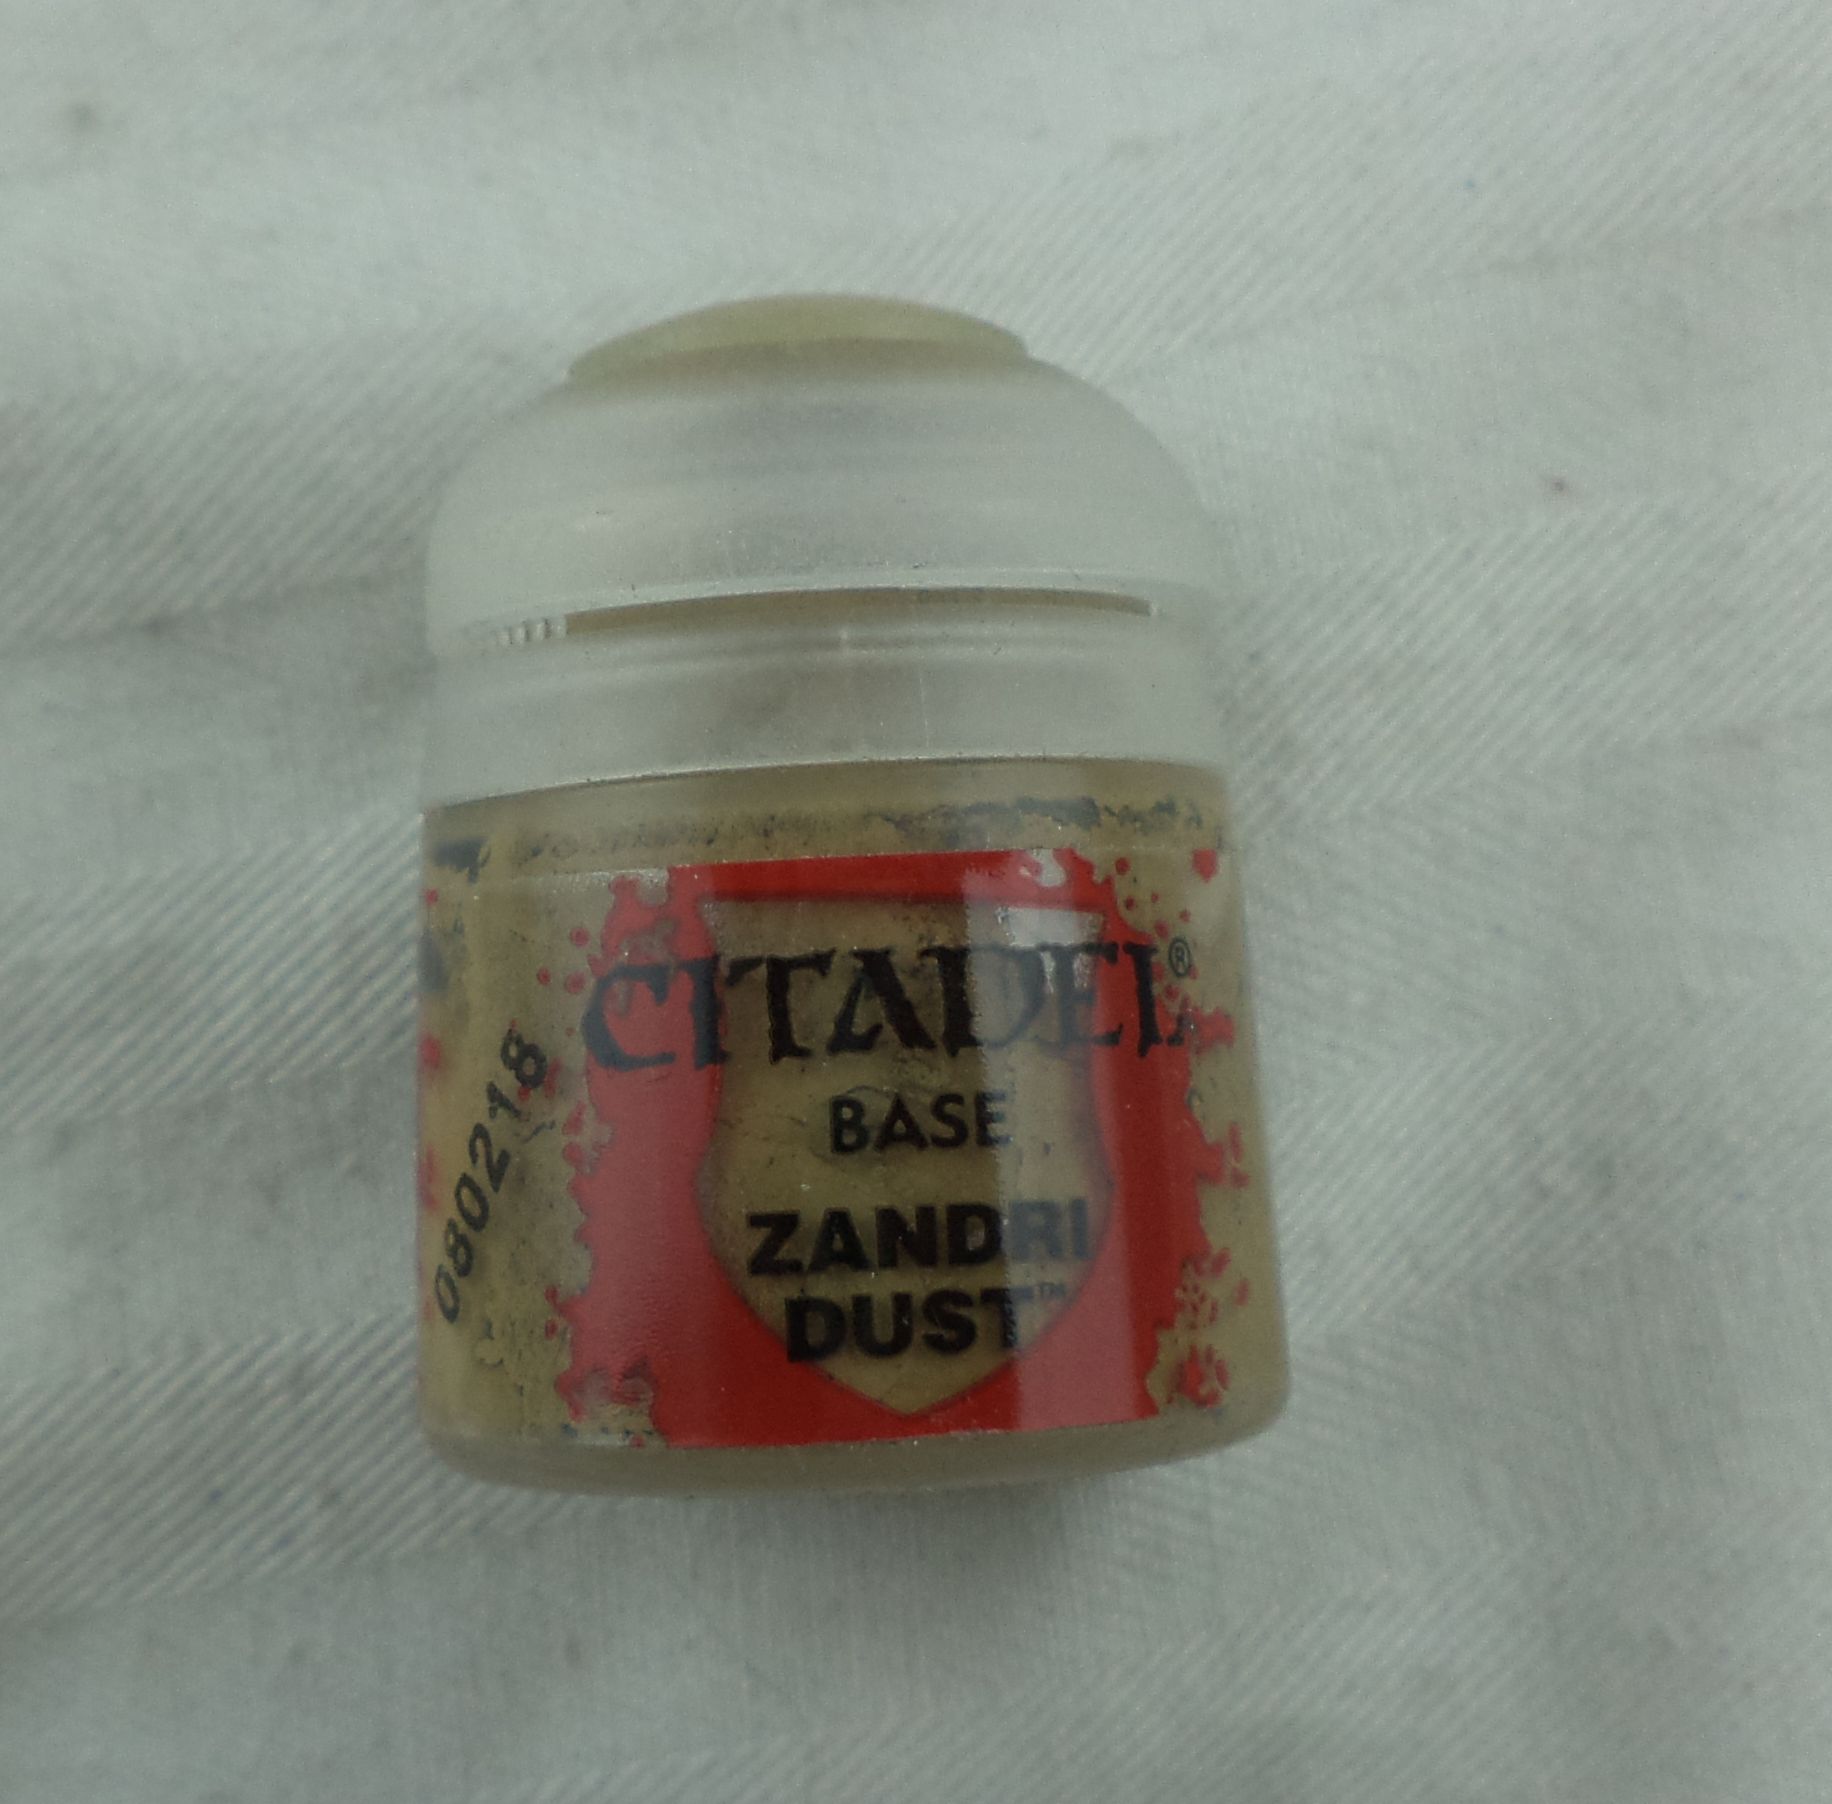 CITADEL®
BASE
ZANDRI
DUST™
080218